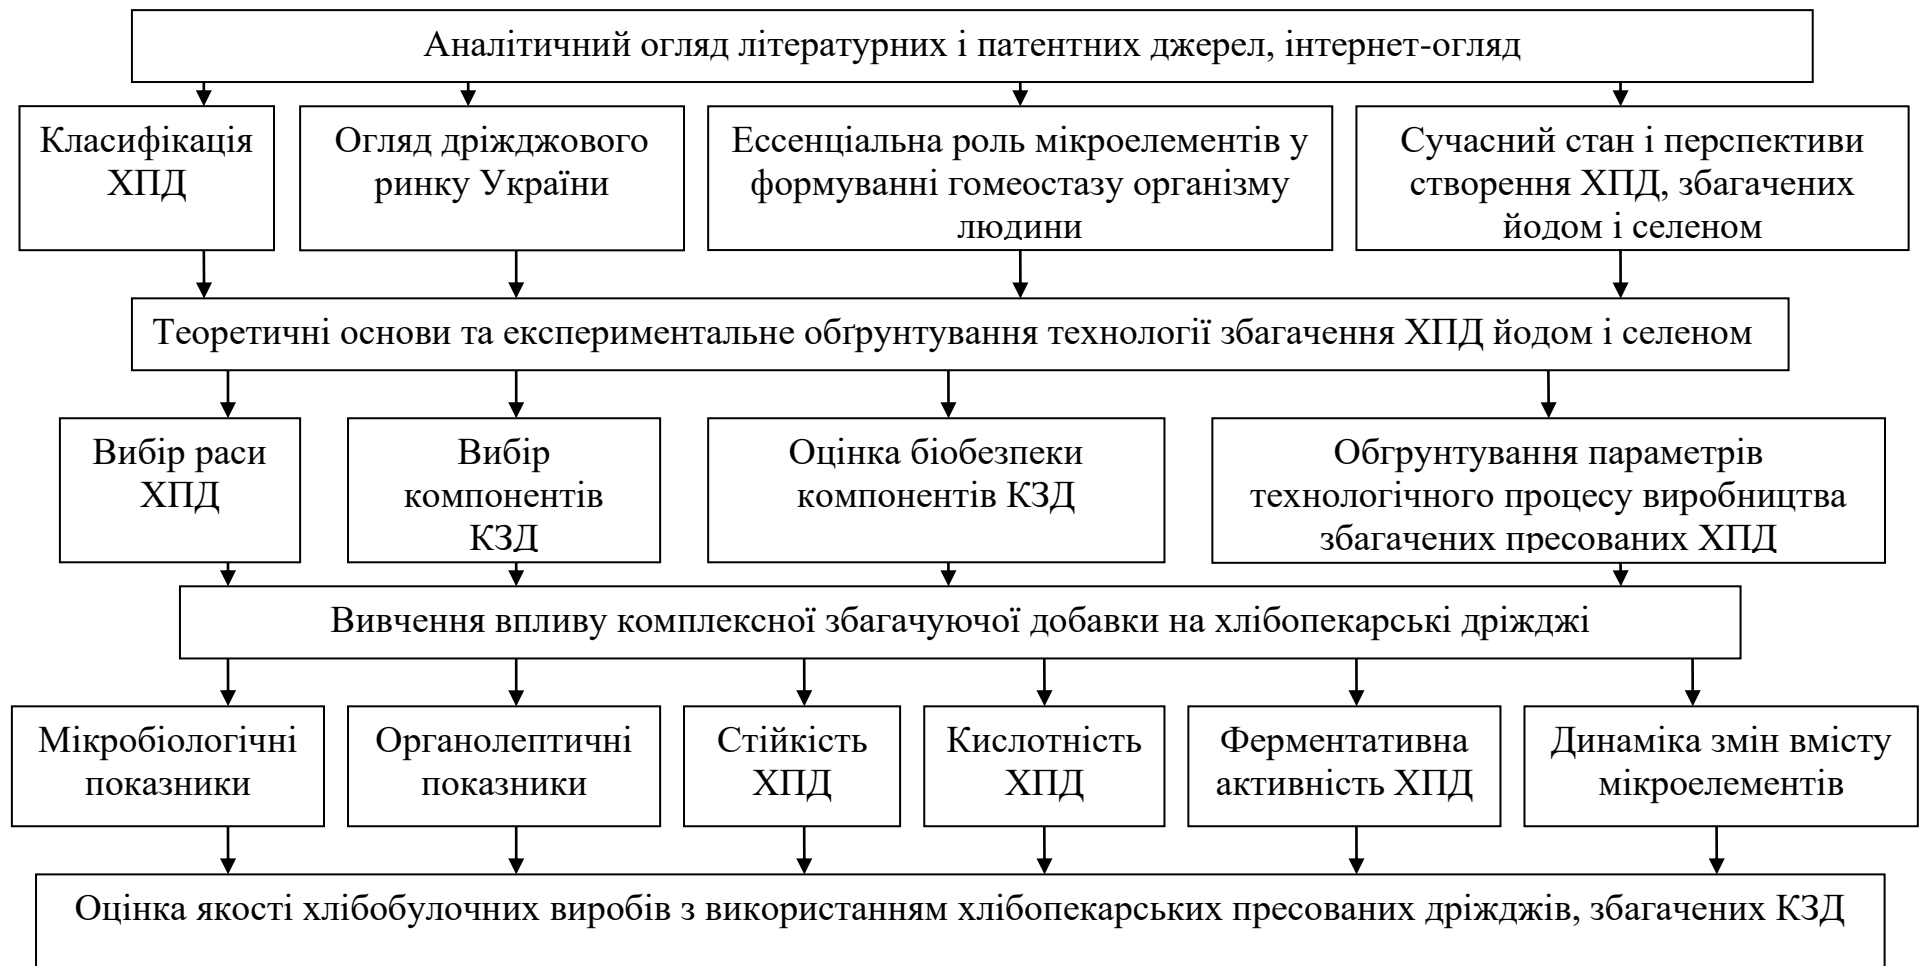 Аналітичний огляд літературних і патентних джерел, інтернет-огляд
Класифікація
ХПД
Огляд дріжджового
ринку України
Ессенціальна роль мікроелементів у
формуванні гомеостазу організму
людини
Сучасний стан і перспективи
створення ХПД, збагачених
йодом і селеном
Теоретичні основи та експериментальне обґрунтування технології збагачення ХПД йодом і селеном
Вибір раси
ХПД
Вибір
компонентів
КЗД
Оцінка біобезпеки
компонентів КЗД
Обгрунтування параметрів
технологічного процесу виробництва
збагачених пресованих ХПД
Вивчення впливу комплексної збагачуючої добавки на хлібопекарські дріжджі
Мікробіологічні
показники
Органолептичні
показники
Стійкість
ХПД
Кислотність
ХПД
Ферментативна
активність ХПД
Динаміка змін вмісту
мікроелементів
Оцінка якості хлібобулочних виробів з використанням хлібопекарських пресованих дріжджів, збагачених КЗД